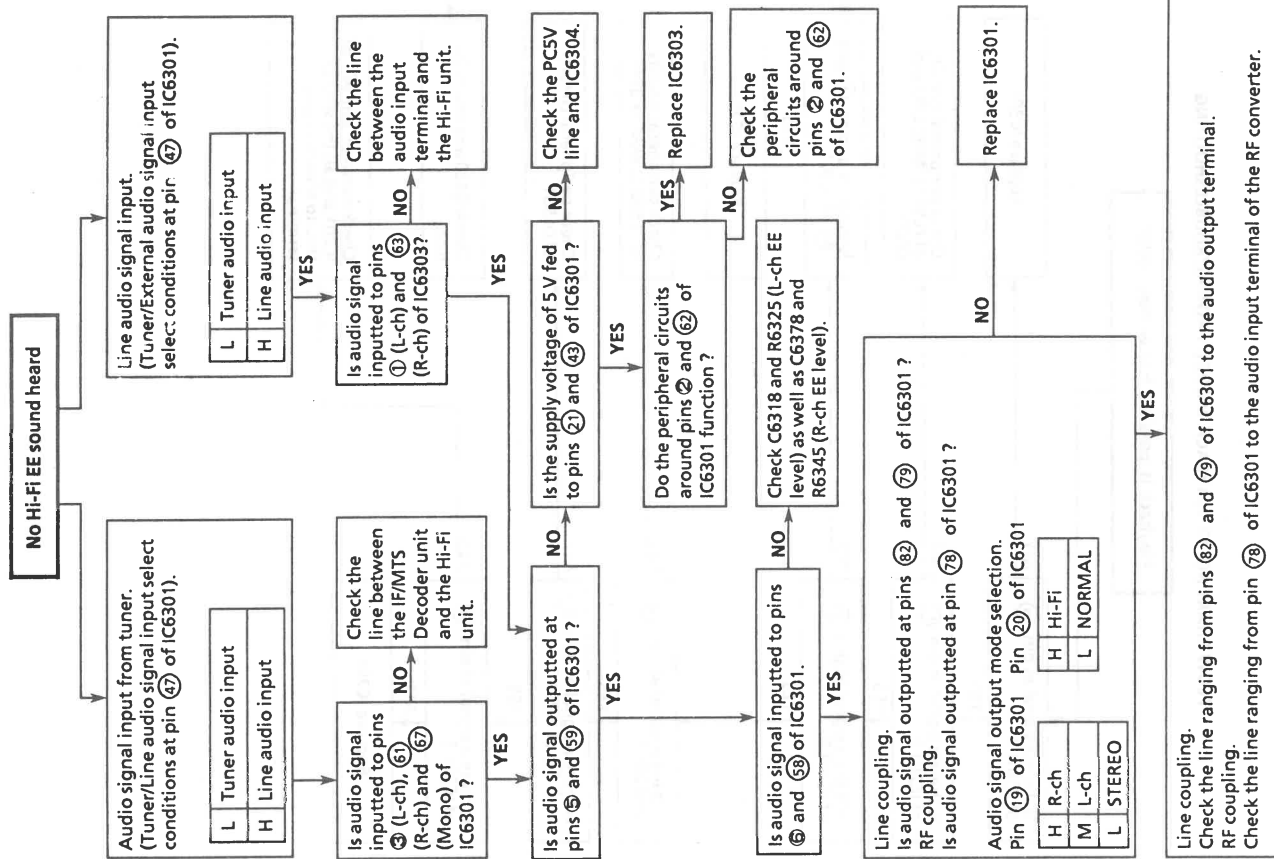 No Hi-Fi EE sound heard
Audio signal input from tuner.
(Tuner/Line audio signal input select
conditions at pin ㊼ of IC6301).
L Tuner audio input
H Line audio input
Line audio signal input.
(Tuner/External audio signal input
select conditions at pin ㊼ of IC6301).
L Tuner audio input
H Line audio input
YES
Is audio signal
inputted to pins
③ (L-ch), (61)
(R-ch) and (67)
(Mono) of
IC6301 ?
NO
Check the
line between
the IF/MTS
Decoder unit
and the Hi-Fi
unit.
YES
Is audio signal
inputted to pins
① (L-ch) and (63)
(R-ch) of IC6303?
NO
Check the line
between the
audio input
terminal and
the Hi-Fi unit.
Is audio signal outputted at
pins ⑤ and (59) of IC6301 ?
NO
Is the supply voltage of 5 V fed
to pins ㉑ and ㊸ of IC6301 ?
NO
Check the PC5V
line and IC6304.
YES
Do the peripheral circuits
around pins ② and (62) of
IC6301 function ?
YES
Replace IC6303.
NO
Check the
peripheral
circuits around
pins ② and (62)
of IC6301.
YES
Is audio signal inputted to pins
⑥ and (58) of IC6301.
NO
Check C6318 and R6325 (L-ch EE
level) as well as C6378 and
R6345 (R-ch EE level).
YES
Line coupling.
Is audio signal outputted at pins (82) and (79) of IC6301 ?
RF coupling.
Is audio signal outputted at pin (78) of IC6301 ?
Audio signal output mode selection.
Pin ⑲ of IC6301 Pin ⑳ of IC6301
H R-ch H Hi-Fi
M L-ch L NORMAL
L STEREO
NO
Replace IC6301.
YES
Line coupling.
Check the line ranging from pins (82) and (79) of IC6301 to the audio output terminal.
RF coupling.
Check the line ranging from pin (78) of IC6301 to the audio input terminal of the RF converter.